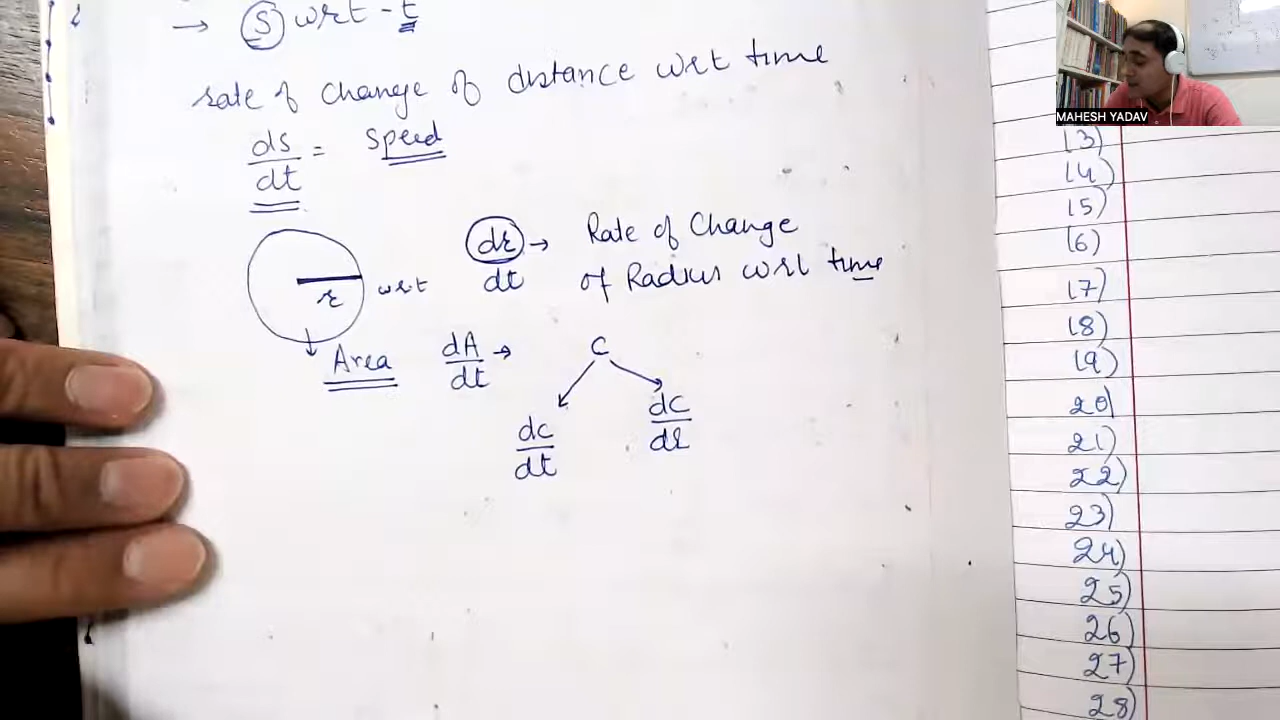 → S wrt - t
rate of change of distance wrt time
ds/dt = speed
dr/dt → Rate of Change
of Radius wrt time
r wrt
Area dA/dt →
C
dc/dt dc/dr
MAHESH YADAV
13)
14)
15)
16)
17)
18)
19)
20)
21)
22)
23)
24)
25)
26)
27)
28)